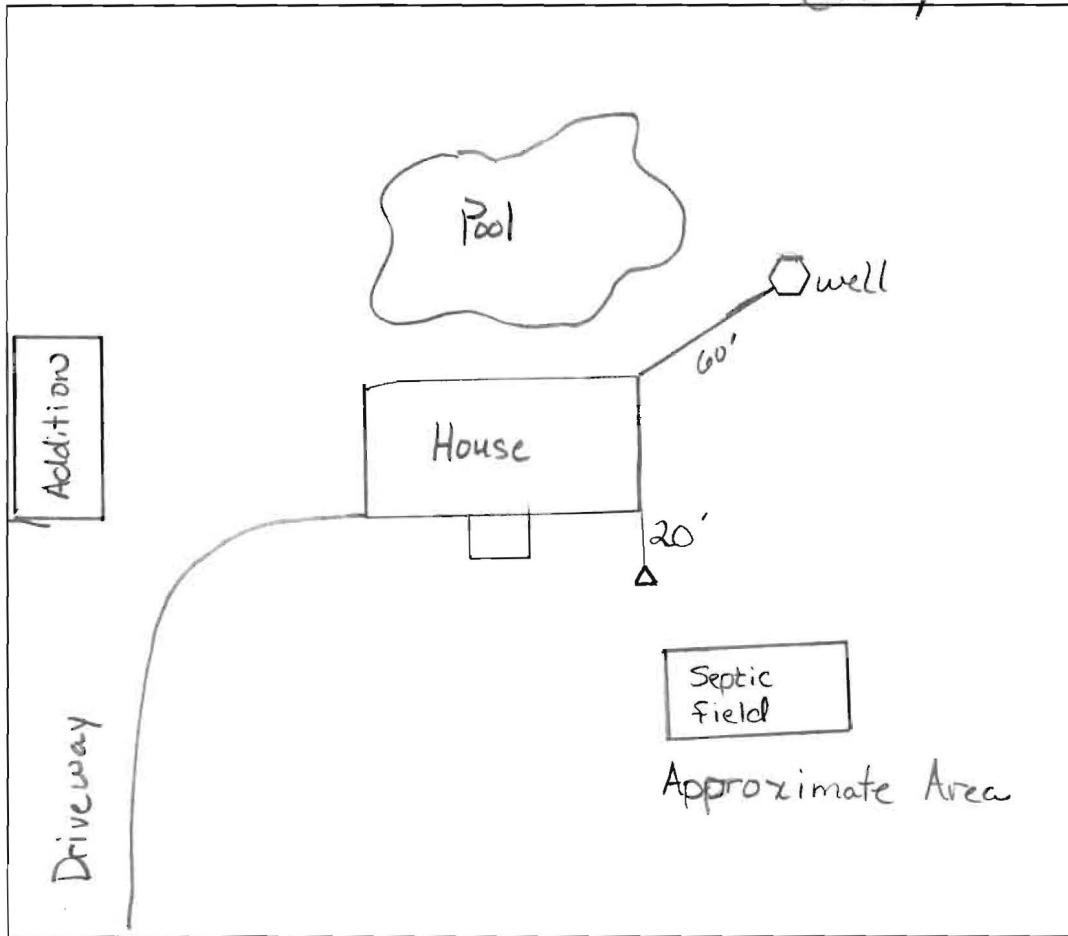 Pool
well
60'
Addition
House
20'
Septic
Field
Approximate Area
Driveway